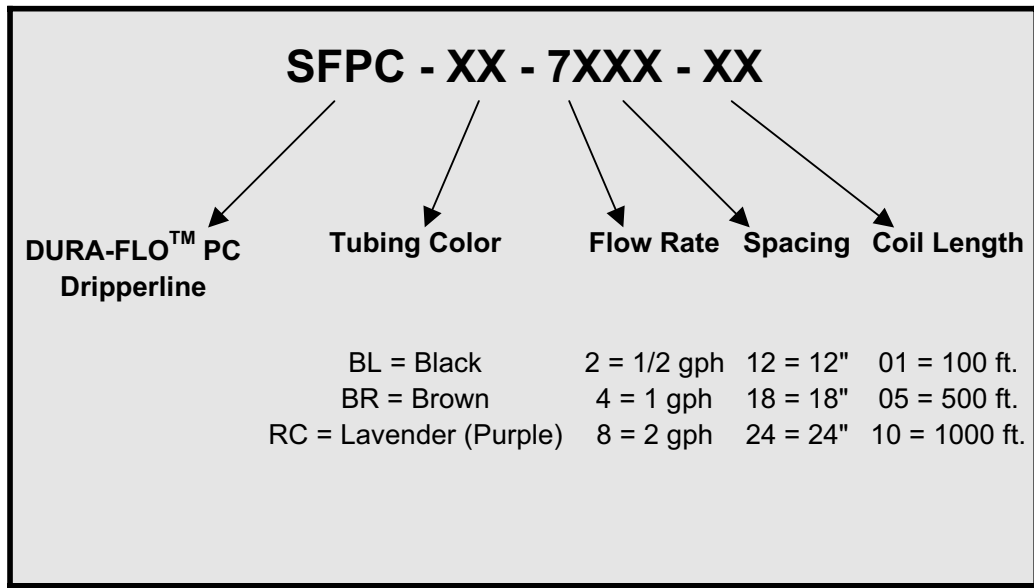 SFPC - XX - 7XXX - XX
DURA-FLO™ PC
Dripperline
Tubing Color
Flow Rate
Spacing
Coil Length
BL = Black 2 = 1/2 gph 12 = 12" 01 = 100 ft.
BR = Brown 4 = 1 gph 18 = 18" 05 = 500 ft.
RC = Lavender (Purple) 8 = 2 gph 24 = 24" 10 = 1000 ft.